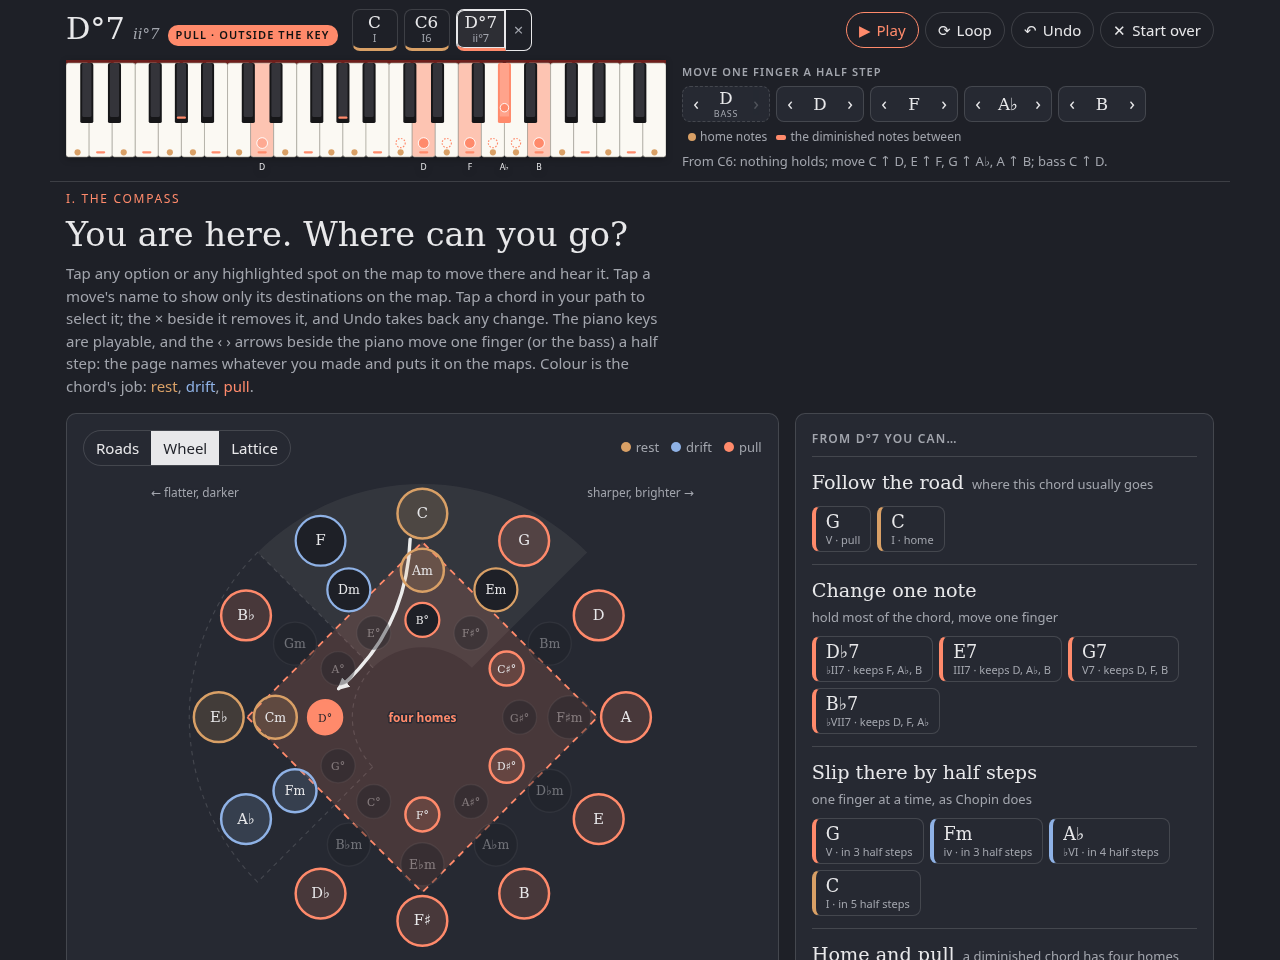 D°7 ii°7 PULL · OUTSIDE THE KEY
C
I
C6
I6
D°7
ii°7
×
▶ Play
⟳ Loop
↶ Undo
✕ Start over
D
D
F
A♭
B
MOVE ONE FINGER A HALF STEP
‹ D ›
BASS
‹ D ›
‹ F ›
‹ A♭ ›
‹ B ›
home notes
the diminished notes between
From C6: nothing holds; move C ↑ D, E ↑ F, G ↑ A♭, A ↑ B; bass C ↑ D.
I. THE COMPASS
You are here. Where can you go?
Tap any option or any highlighted spot on the map to move there and hear it. Tap a
move's name to show only its destinations on the map. Tap a chord in your path to
select it; the × beside it removes it, and Undo takes back any change. The piano keys
are playable, and the ‹ › arrows beside the piano move one finger (or the bass) a half
step: the page names whatever you made and puts it on the maps. Colour is the
chord's job: rest, drift, pull.
Roads Wheel Lattice
rest drift pull
← flatter, darker
sharper, brighter →
C
F
G
Am
Dm
Em
B♭
D
B°
Gm
E°
F♯°
Bm
A°
C♯°
E♭
Cm
D°
four homes
G♯°
F♯m
A
G°
D♯°
Fm
D♭m
A♭
C°
A♯°
E
F°
B♭m
A♭m
E♭m
D♭
B
F♯
FROM D°7 YOU CAN…
Follow the road where this chord usually goes
G
V · pull
C
I · home
Change one note
hold most of the chord, move one finger
D♭7
♭II7 · keeps F, A♭, B
E7
III7 · keeps D, A♭, B
G7
V7 · keeps D, F, B
B♭7
♭VII7 · keeps D, F, A♭
Slip there by half steps
one finger at a time, as Chopin does
G
V · in 3 half steps
Fm
iv · in 3 half steps
A♭
♭VI · in 4 half steps
C
I · in 5 half steps
Home and pull a diminished chord has four homes